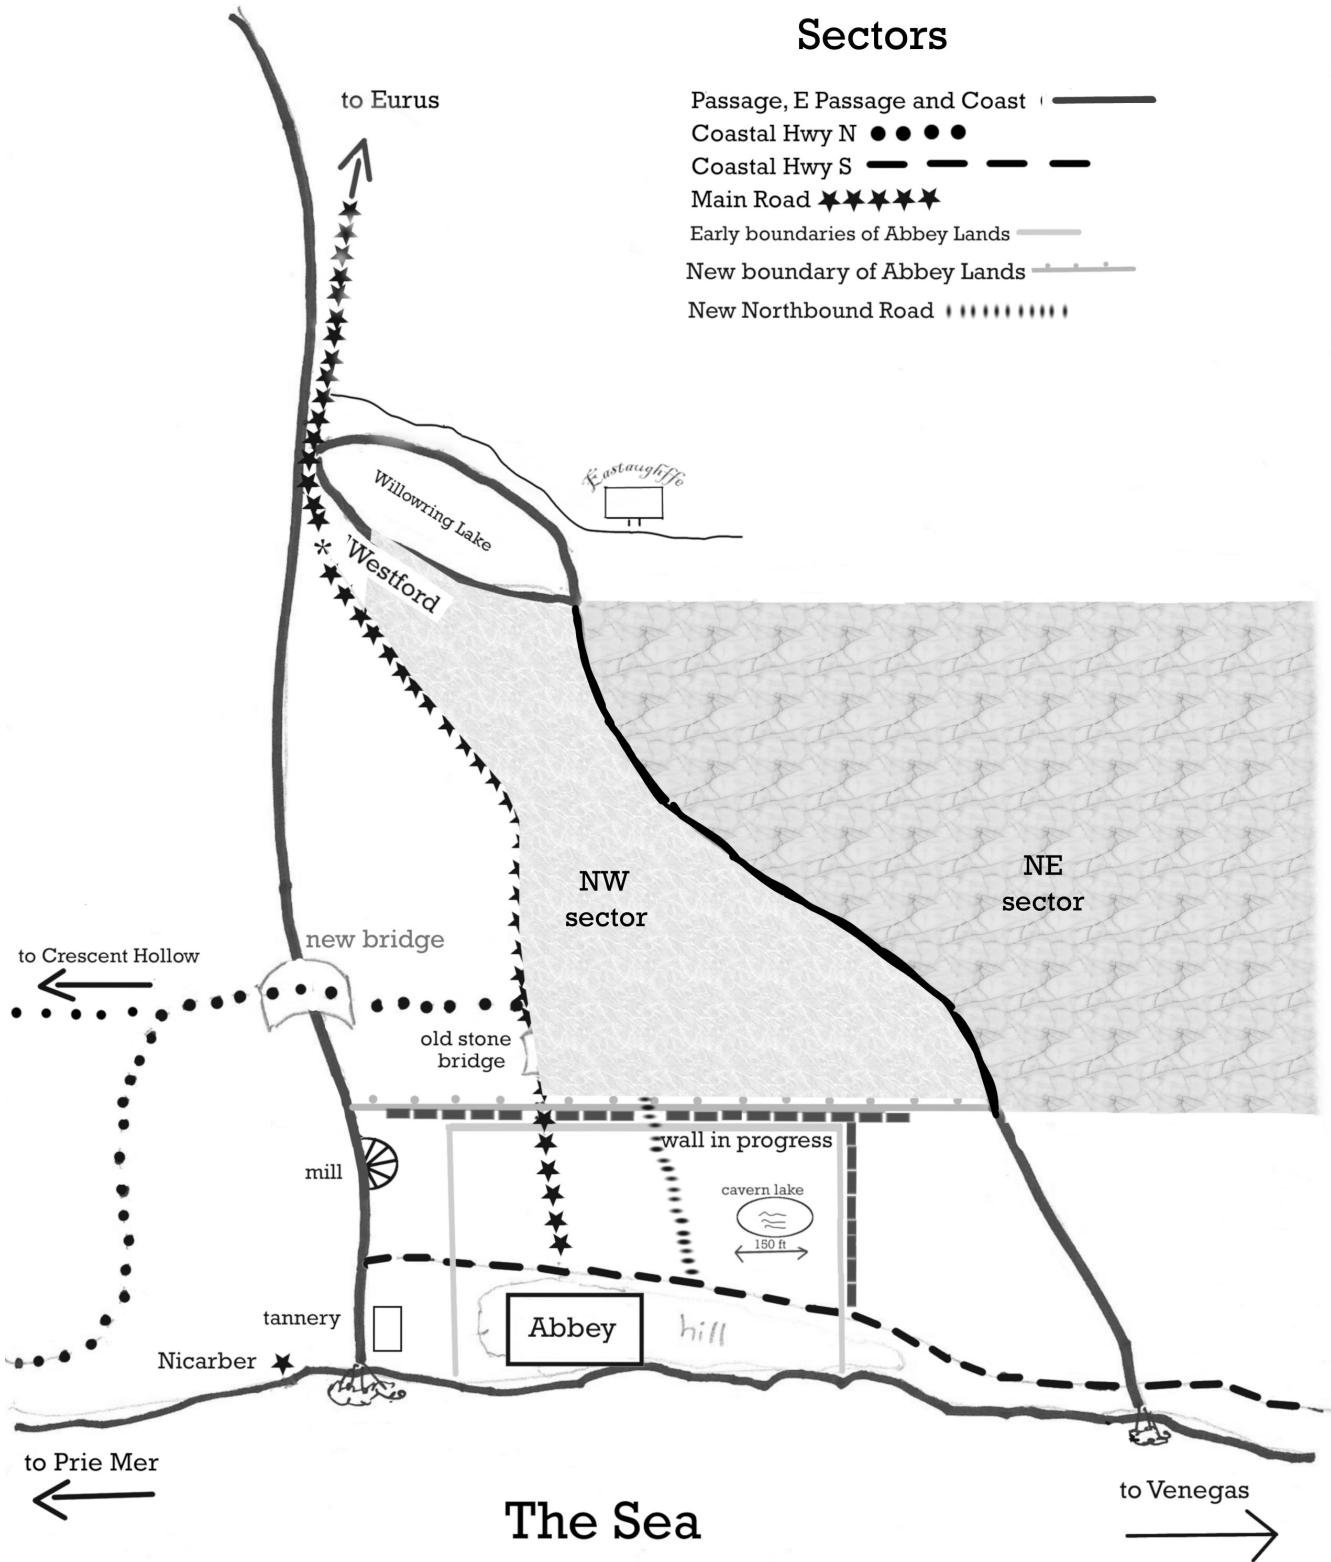 Sectors
to Eurus
Passage, E Passage and Coast
Coastal Hwy N
Coastal Hwy S
Main Road
Early boundaries of Abbey Lands
New boundary of Abbey Lands
New Northbound Road
Eastaughffe
Willowring Lake
Westford
NW
sector
NE
sector
new bridge
to Crescent Hollow
old stone
bridge
wall in progress
mill
cavern lake
150 ft
tannery
Abbey
hill
Nicarber
to Prie Mer
to Venegas
The Sea